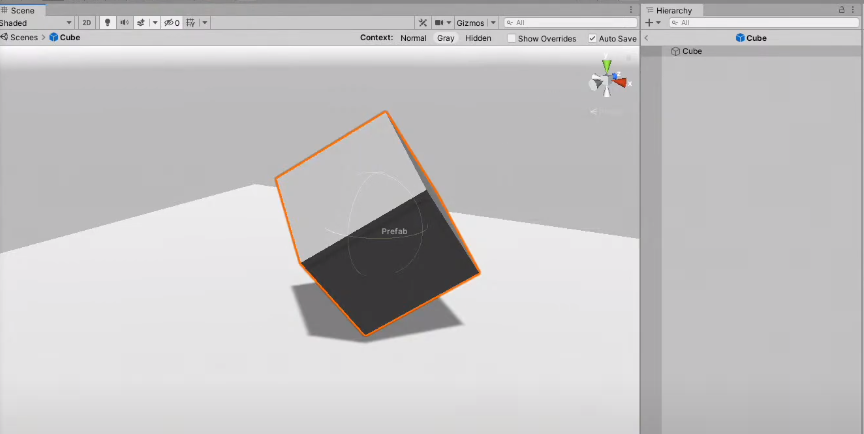 Scene
Shaded 2D 0 Gizmos All
Scenes Cube Context: Normal Gray Hidden Show Overrides Auto Save
x
Prefab
Hierarchy
All
Cube
Cube